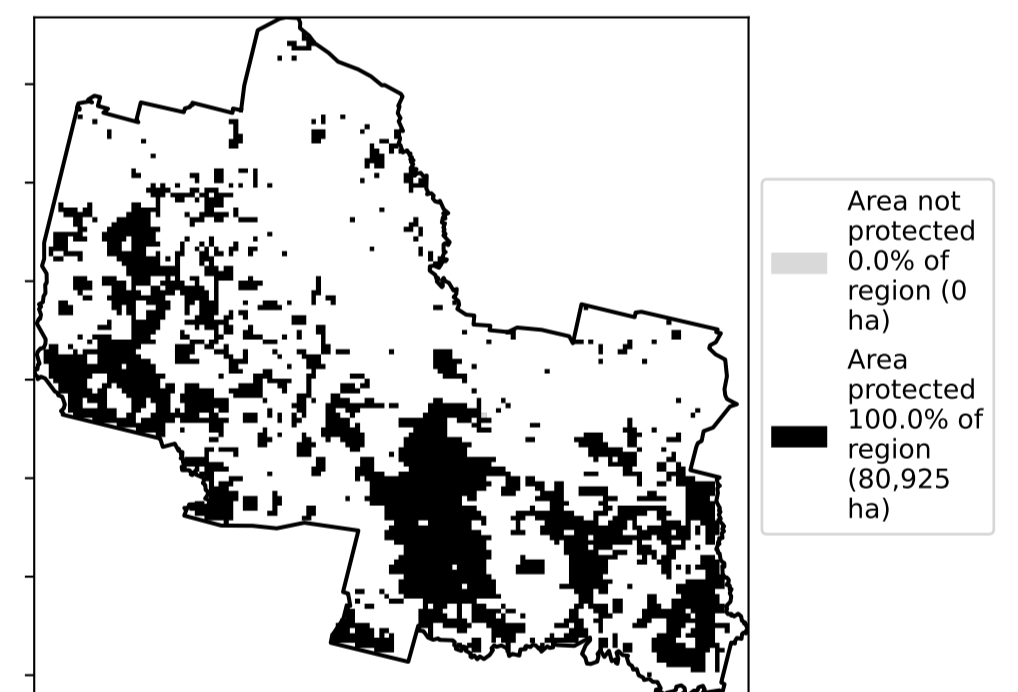 Area not
protected
0.0% of
region (0
ha)
Area
protected
100.0% of
region
(80,925
ha)